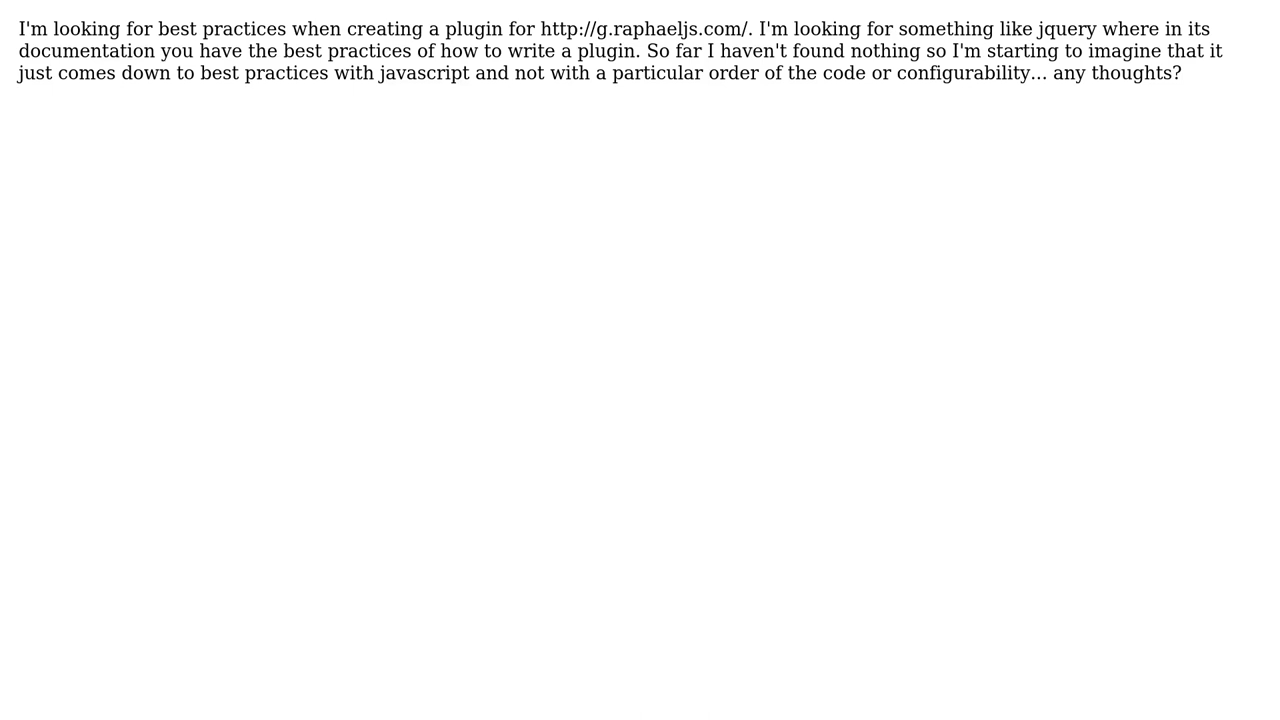 I'm looking for best practices when creating a plugin for http://g.raphaeljs.com/. I'm looking for something like jquery where in its
documentation you have the best practices of how to write a plugin. So far I haven't found nothing so I'm starting to imagine that it
just comes down to best practices with javascript and not with a particular order of the code or configurability... any thoughts?